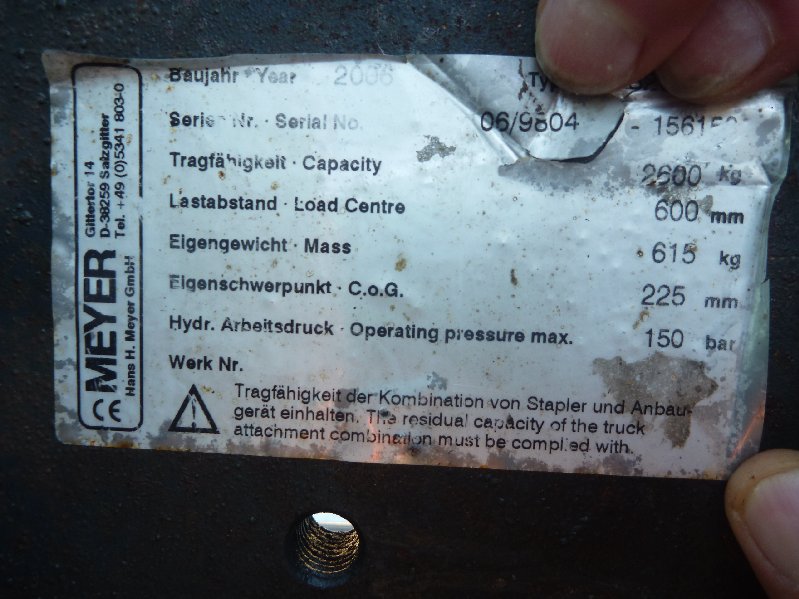 Baujahr · Year 2006
Serien Nr. · Serial No. 06/9804
Tragfähigkeit · Capacity 2600 kg
Lastabstand · Load Centre 600 mm
Eigengewicht · Mass 615 kg
Eigenschwerpunkt · C.o.G. 225 mm
Hydr. Arbeitsdruck · Operating pressure max. 150 bar
Werk Nr.
Tragfähigkeit der Kombination von Stapler und Anbau-
gerät einhalten. The residual capacity of the truck
attachment combination must be complied with.
MEYER
Hans H. Meyer GmbH
Gittertor 14
D-38259 Salzgitter
Tel. +49 (0)5341 803-0
CE